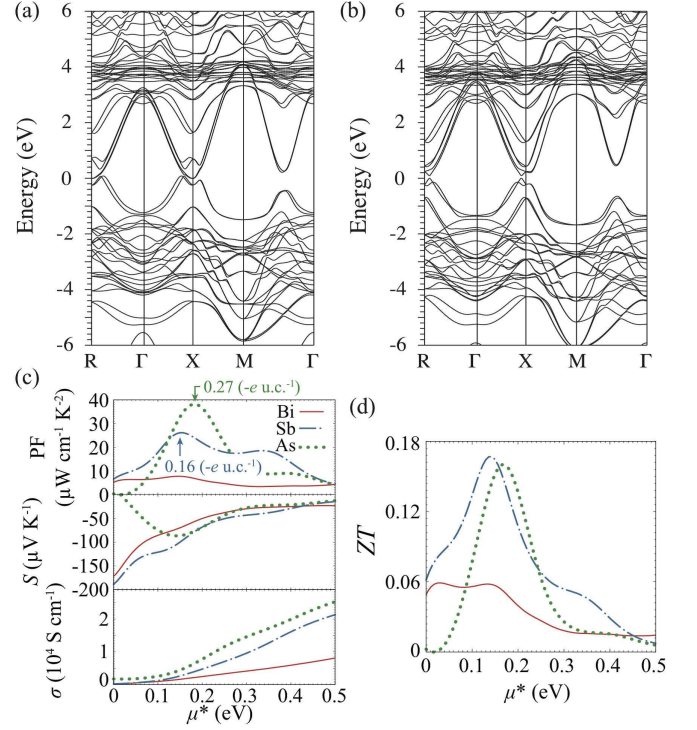 (a)
(b)
Energy (eV)
6
4
2
0
-2
-4
-6
R Γ X M Γ
Energy (eV)
6
4
2
0
-2
-4
-6
R Γ X M Γ
(c)
0.27 (-e u.c.⁻¹)
PF
(μW cm⁻¹ K⁻²)
40
30
20
10
0
Bi
Sb
As
0.16 (-e u.c.⁻¹)
S (μV K⁻¹)
-50
-100
-150
-200
σ (10⁴ S cm⁻¹)
2
1
0
0 0.1 0.2 0.3 0.4 0.5
μ* (eV)
(d)
ZT
0.18
0.12
0.06
0
0 0.1 0.2 0.3 0.4 0.5
μ* (eV)